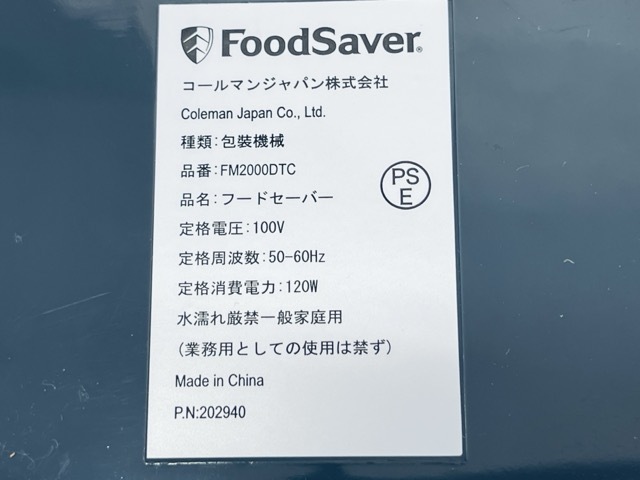 FoodSaver®
コールマンジャパン株式会社
Coleman Japan Co., Ltd.
種類:包裝機械
品番:FM2000DTC
PS
E
品名:フードセーバー
定格電圧:100V
定格周波数:50-60Hz
定格消費電力:120W
水濡れ厳禁一般家庭用
(業務用としての使用は禁ず)
Made in China
P.N:202940